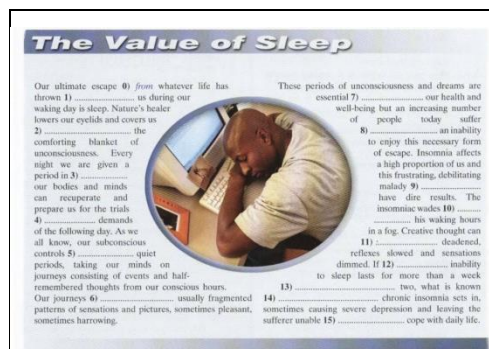 The Value of Sleep
Our ultimate escape 0) from whatever life has
thrown 1) ........................ us during our
waking day is sleep. Nature's healer
lowers our eyelids and covers us
2) ............................ the
comforting blanket of
unconsciousness. Every
night we are given a
period in 3) ..................
our bodies and minds
can recuperate and
prepare us for the trials
4) ........................ demands
of the following day. As we
all know, our subconscious
controls 5) .................. quiet
periods, taking our minds on
journeys consisting of events and half-
remembered thoughts from our conscious hours.
Our journeys 6) ........................ usually fragmented
patterns of sensations and pictures, sometimes pleasant,
sometimes harrowing.
These periods of unconsciousness and dreams are
essential 7) ........................ our health and
well-being but an increasing number
of people today suffer
8) ........................ an inability
to enjoy this necessary form
of escape. Insomnia affects
a high proportion of us and
this frustrating, debilitating
malady 9) ........................
have dire results. The
insomniac wades 10) ..........
.................. his waking hours
in a fog. Creative thought can
11) ........................ deadened,
reflexes slowed and sensations
dimmed. If 12) .................. inability
to sleep lasts for more than a week
13) ........................ two, what is known
14) ........................ chronic insomnia sets in,
sometimes causing severe depression and leaving the
sufferer unable 15) ........................ cope with daily life.